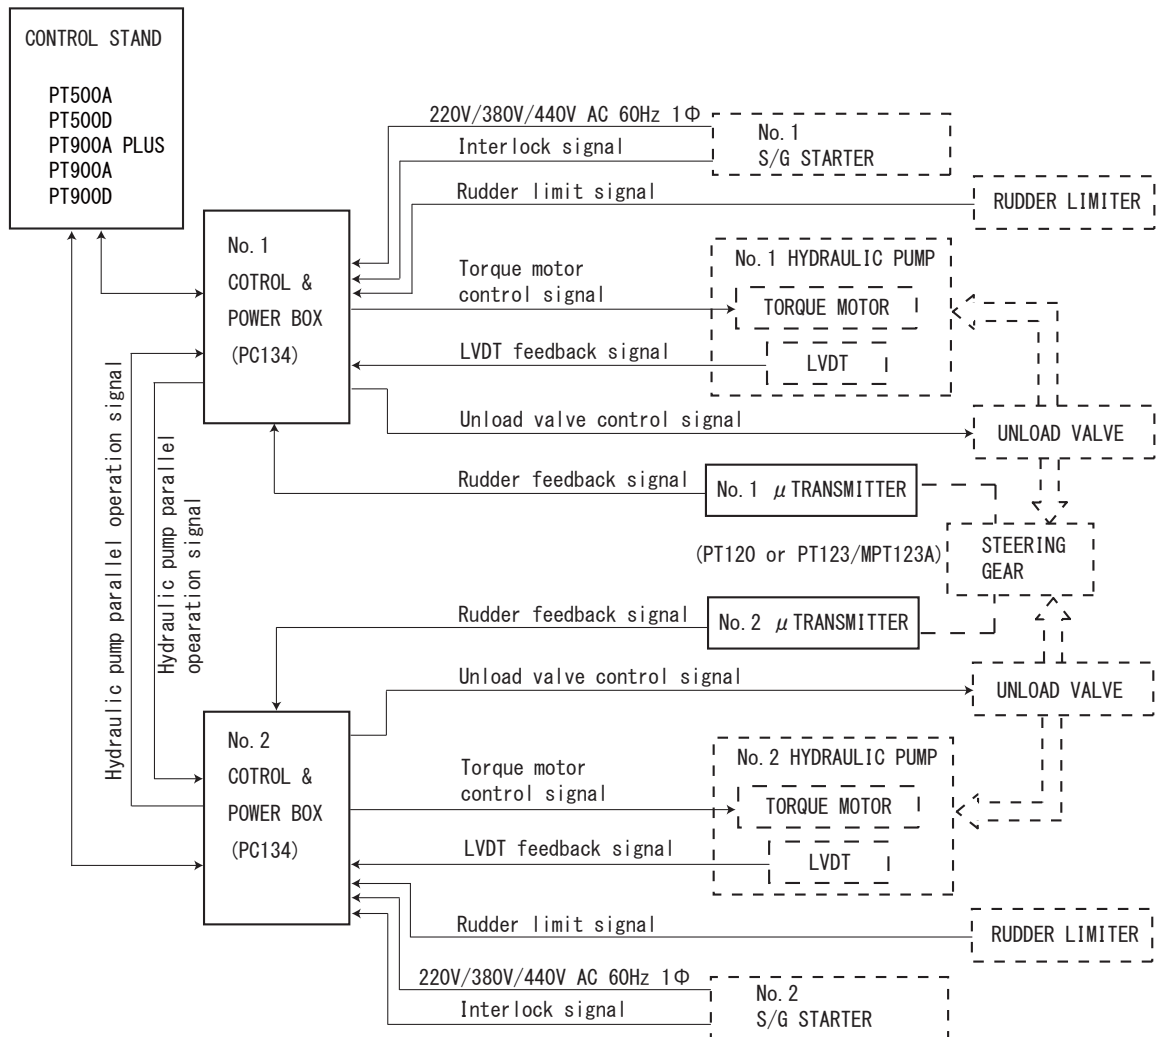 CONTROL STAND
PT500A
PT500D
PT900A PLUS
PT900A
PT900D
220V/380V/440V AC 60Hz 1Φ
Interlock signal
No. 1
S/G STARTER
Rudder limit signal
RUDDER LIMITER
No. 1
COTROL &
POWER BOX
(PC134)
Torque motor
control signal
No. 1 HYDRAULIC PUMP
TORQUE MOTOR
LVDT feedback signal
LVDT
Unload valve control signal
UNLOAD VALVE
Rudder feedback signal
No. 1 μ TRANSMITTER
(PT120 or PT123/MPT123A)
STEERING
GEAR
Hydraulic pump parallel operation signal
Hydraulic pump parallel
opearation signal
Rudder feedback signal
No. 2 μ TRANSMITTER
Unload valve control signal
UNLOAD VALVE
No. 2
COTROL &
POWER BOX
(PC134)
Torque motor
control signal
No. 2 HYDRAULIC PUMP
TORQUE MOTOR
LVDT feedback signal
LVDT
Rudder limit signal
RUDDER LIMITER
220V/380V/440V AC 60Hz 1Φ
Interlock signal
No. 2
S/G STARTER